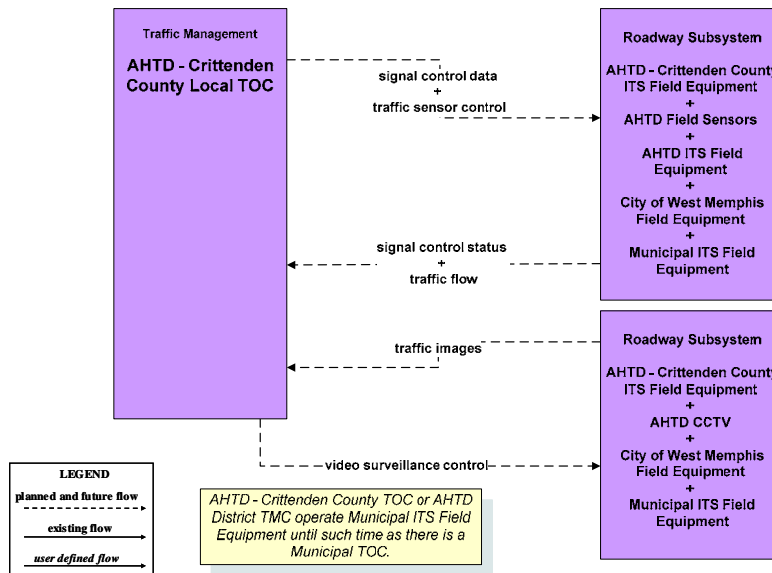 Traffic Management
AHTD - Crittenden
County Local TOC
signal control data
+
traffic sensor control
signal control status
+
traffic flow
traffic images
video surveillance control
Roadway Subsystem
AHTD - Crittenden County
ITS Field Equipment
+
AHTD Field Sensors
+
AHTD ITS Field
Equipment
+
City of West Memphis
Field Equipment
+
Municipal ITS Field
Equipment
Roadway Subsystem
AHTD - Crittenden County
ITS Field Equipment
+
AHTD CCTV
+
City of West Memphis
Field Equipment
+
Municipal ITS Field
Equipment
LEGEND
planned and future flow
existing flow
user defined flow
AHTD - Crittenden County TOC or AHTD
District TMC operate Municipal ITS Field
Equipment until such time as there is a
Municipal TOC.